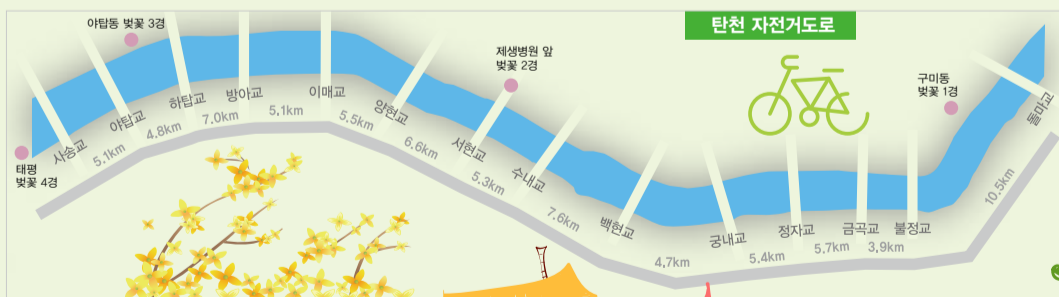 탄천 자전거도로
야탑동 벚꽃 3경
제생병원 앞
벚꽃 2경
구미동
벚꽃 1경
태평
벚꽃 4경
시송교
5.1km
야탑교
4.8km
하탑교
7.0km
방아교
5.1km
이매교
5.5km
양현교
6.6km
서현교
5.3km
수내교
7.6km
백현교
4.7km
궁내교
5.4km
정자교
5.7km
금곡교
3.9km
불정교
10.5km
돌마교